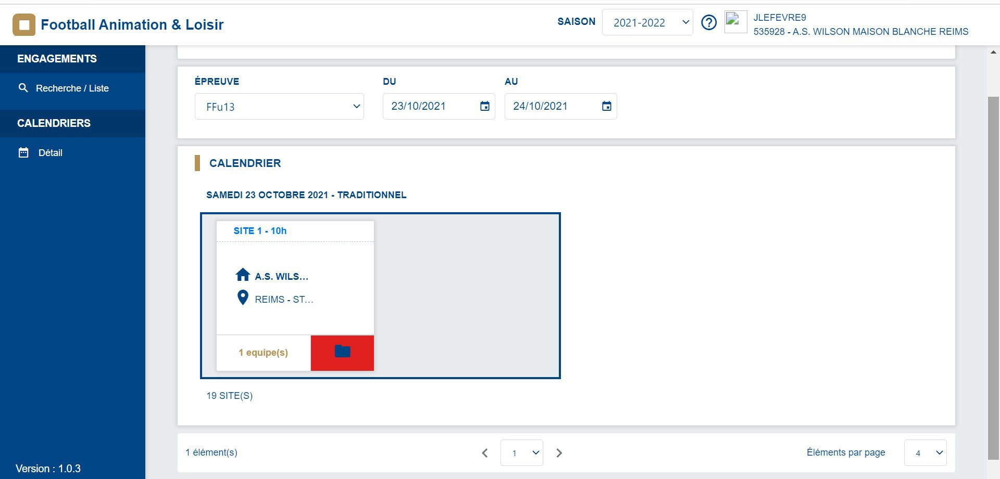 Football Animation & Loisir
SAISON
2021-2022
JLEFEVRE9
535928 - A.S. WILSON MAISON BLANCHE REIMS
ENGAGEMENTS
Recherche / Liste
CALENDRIERS
Détail
Version : 1.0.3
ÉPREUVE
DU
AU
FFu13
23/10/2021
24/10/2021
CALENDRIER
SAMEDI 23 OCTOBRE 2021 - TRADITIONNEL
SITE 1 - 10h
A.S. WILS...
REIMS - ST...
1 equipe(s)
19 SITE(S)
1 élément(s)
1
Éléments par page
4